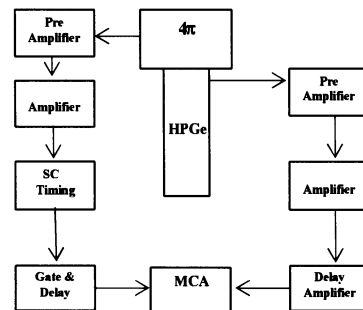 Pre
Amplifier
4π
Pre
Amplifier
Amplifier
HPGe
SC
Timing
Amplifier
Gate &
Delay
MCA
Delay
Amplifier